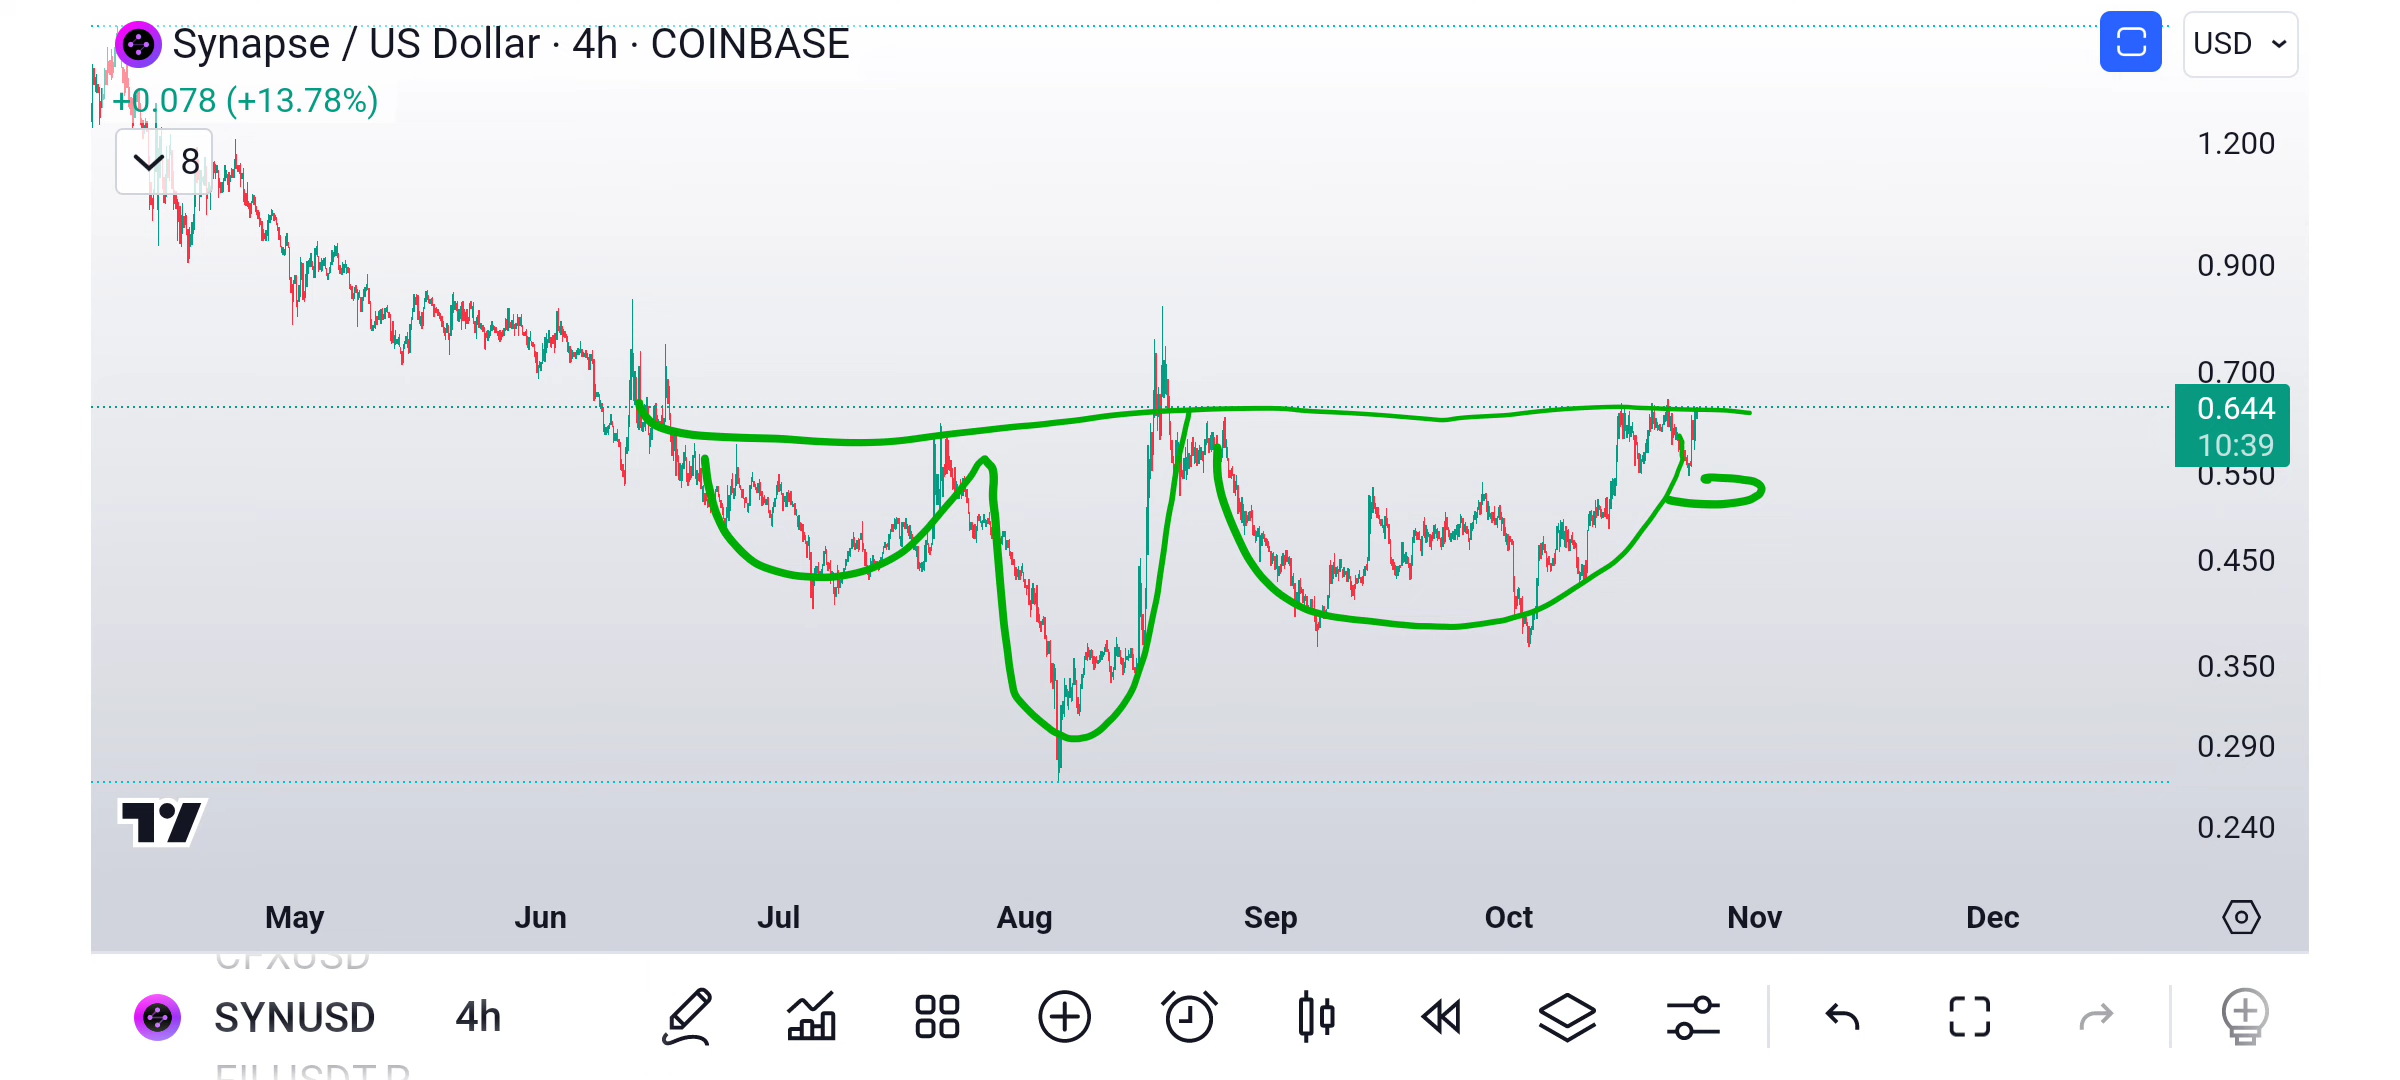 Synapse / US Dollar · 4h · COINBASE
USD
+0.078 (+13.78%)
8
1.200
0.900
0.700
0.644
10:39
0.550
0.450
0.350
0.290
0.240
May Jun Jul Aug Sep Oct Nov Dec
CFXUSD
SYNUSD 4h
FILUSDT.P